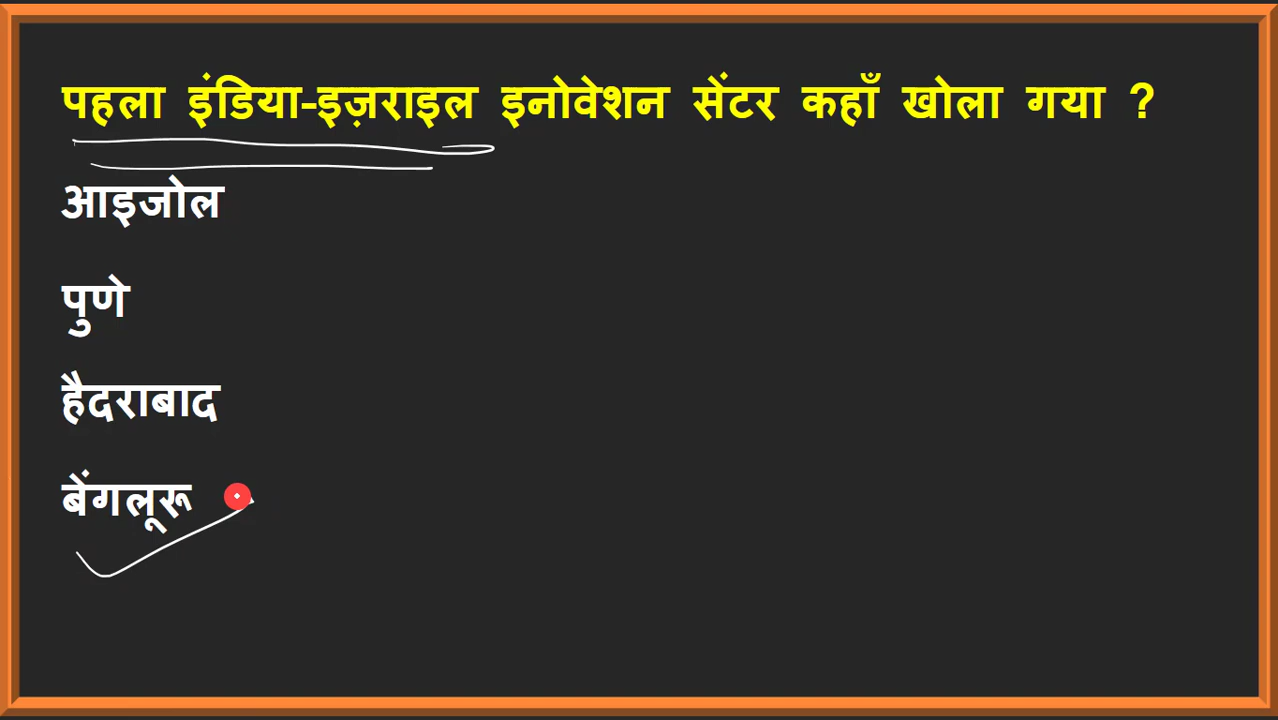 पहला इंडिया-इज़राइल इनोवेशन सेंटर कहाँ खोला गया ?
आइजोल
पुणे
हैदराबाद
बेंगलूरू